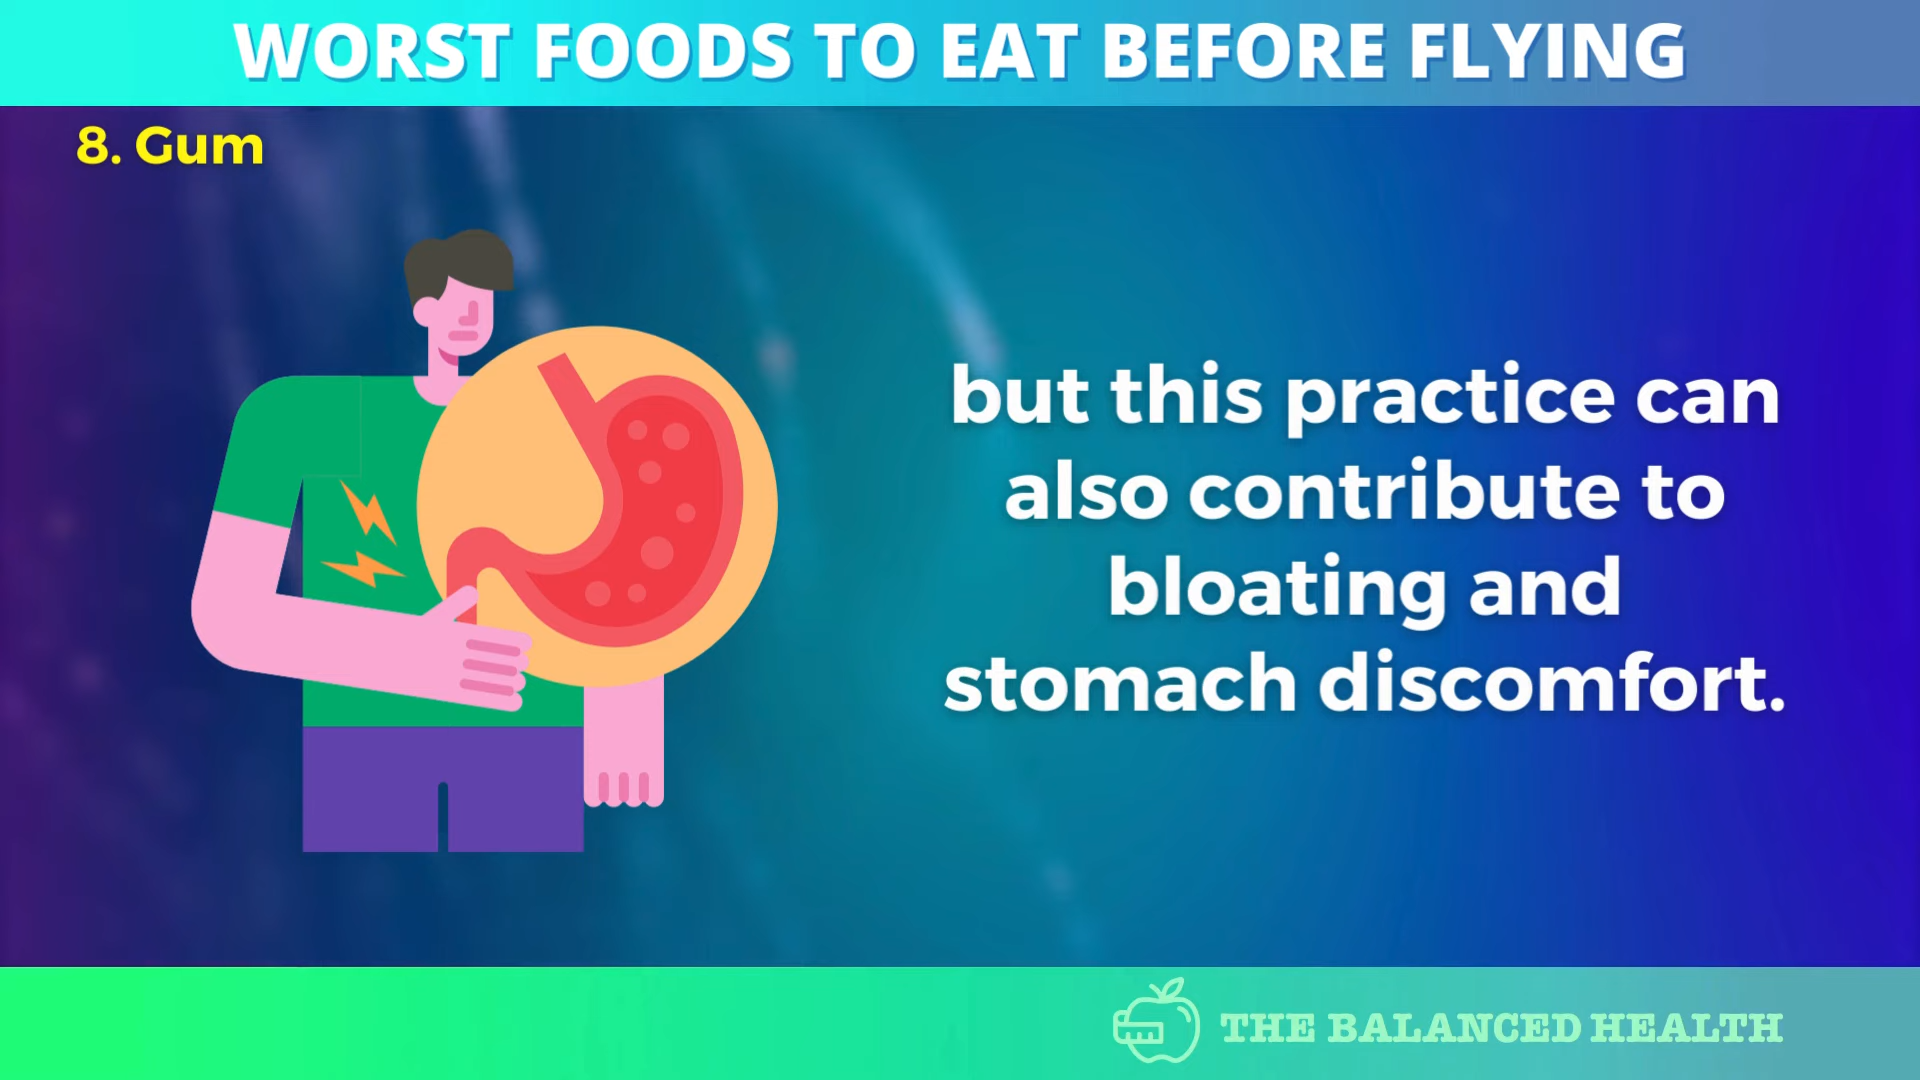 WORST FOODS TO EAT BEFORE FLYING
8. Gum
but this practice can
also contribute to
bloating and
stomach discomfort.
THE BALANCED HEALTH